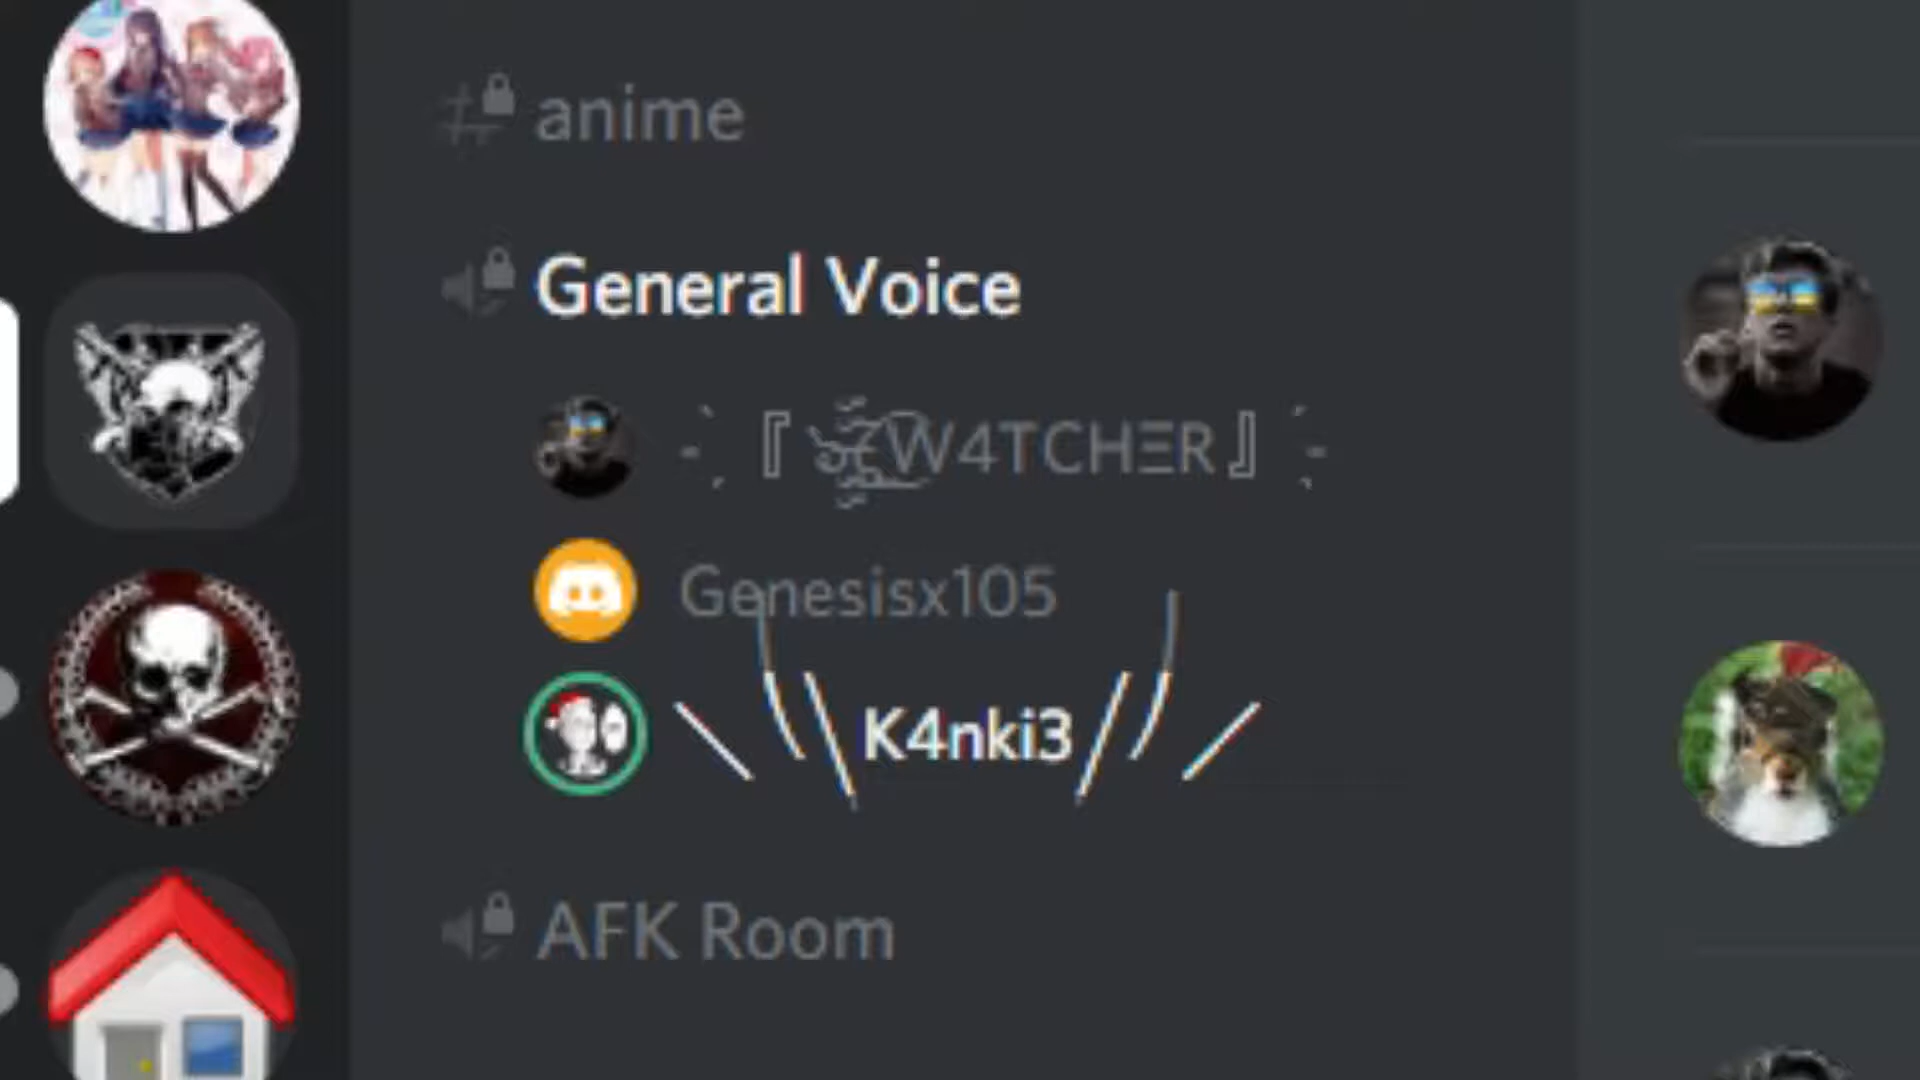 anime
General Voice
『W4TCHΞR』
Genesisx105
\ \\ K4nki3 // /
AFK Room